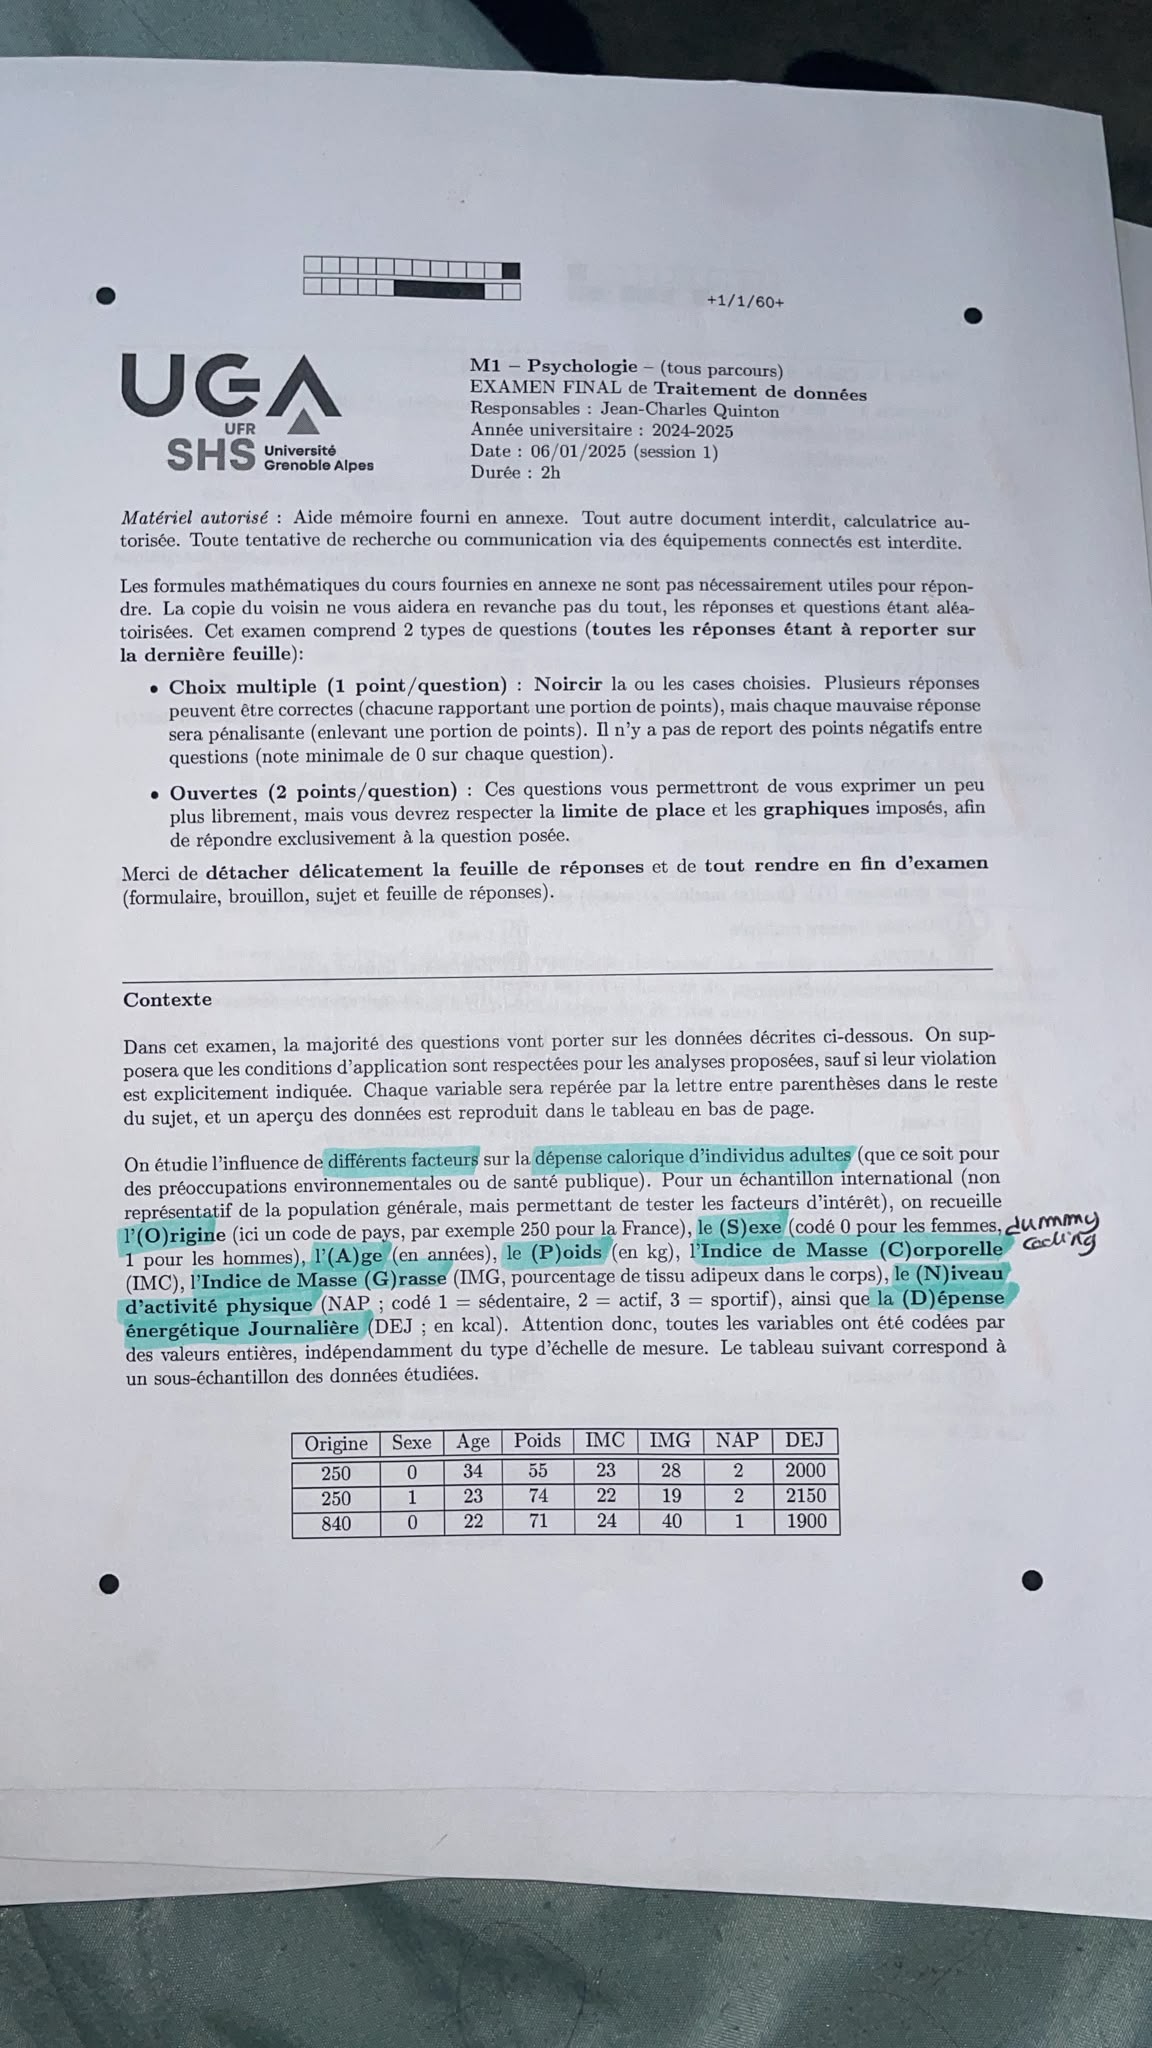 +1/1/60+
UGA
UFR
SHS Université
Grenoble Alpes
M1 – Psychologie – (tous parcours)
EXAMEN FINAL de Traitement de données
Responsables : Jean-Charles Quinton
Année universitaire : 2024-2025
Date : 06/01/2025 (session 1)
Durée : 2h
Matériel autorisé : Aide mémoire fourni en annexe. Tout autre document interdit, calculatrice au-
torisée. Toute tentative de recherche ou communication via des équipements connectés est interdite.
Les formules mathématiques du cours fournies en annexe ne sont pas nécessairement utiles pour répon-
dre. La copie du voisin ne vous aidera en revanche pas du tout, les réponses et questions étant aléa-
toirisées. Cet examen comprend 2 types de questions (toutes les réponses étant à reporter sur
la dernière feuille):
• Choix multiple (1 point/question) : Noircir la ou les cases choisies. Plusieurs réponses
peuvent être correctes (chacune rapportant une portion de points), mais chaque mauvaise réponse
sera pénalisante (enlevant une portion de points). Il n'y a pas de report des points négatifs entre
questions (note minimale de 0 sur chaque question).
• Ouvertes (2 points/question) : Ces questions vous permettront de vous exprimer un peu
plus librement, mais vous devrez respecter la limite de place et les graphiques imposés, afin
de répondre exclusivement à la question posée.
Merci de détacher délicatement la feuille de réponses et de tout rendre en fin d'examen
(formulaire, brouillon, sujet et feuille de réponses).
Contexte
Dans cet examen, la majorité des questions vont porter sur les données décrites ci-dessous. On sup-
posera que les conditions d'application sont respectées pour les analyses proposées, sauf si leur violation
est explicitement indiquée. Chaque variable sera repérée par la lettre entre parenthèses dans le reste
du sujet, et un aperçu des données est reproduit dans le tableau en bas de page.
On étudie l'influence de différents facteurs sur la dépense calorique d'individus adultes (que ce soit pour
des préoccupations environnementales ou de santé publique). Pour un échantillon international (non
représentatif de la population générale, mais permettant de tester les facteurs d'intérêt), on recueille
l'(O)rigine (ici un code de pays, par exemple 250 pour la France), le (S)exe (codé 0 pour les femmes, dummy
1 pour les hommes), l'(A)ge (en années), le (P)oids (en kg), l'Indice de Masse (C)orporelle coding
(IMC), l'Indice de Masse (G)rasse (IMG, pourcentage de tissu adipeux dans le corps), le (N)iveau
d'activité physique (NAP ; codé 1 = sédentaire, 2 = actif, 3 = sportif), ainsi que la (D)épense
énergétique Journalière (DEJ ; en kcal). Attention donc, toutes les variables ont été codées par
des valeurs entières, indépendamment du type d'échelle de mesure. Le tableau suivant correspond à
un sous-échantillon des données étudiées.
Origine Sexe Age Poids IMC IMG NAP DEJ
250 0 34 55 23 28 2 2000
250 1 23 74 22 19 2 2150
840 0 22 71 24 40 1 1900